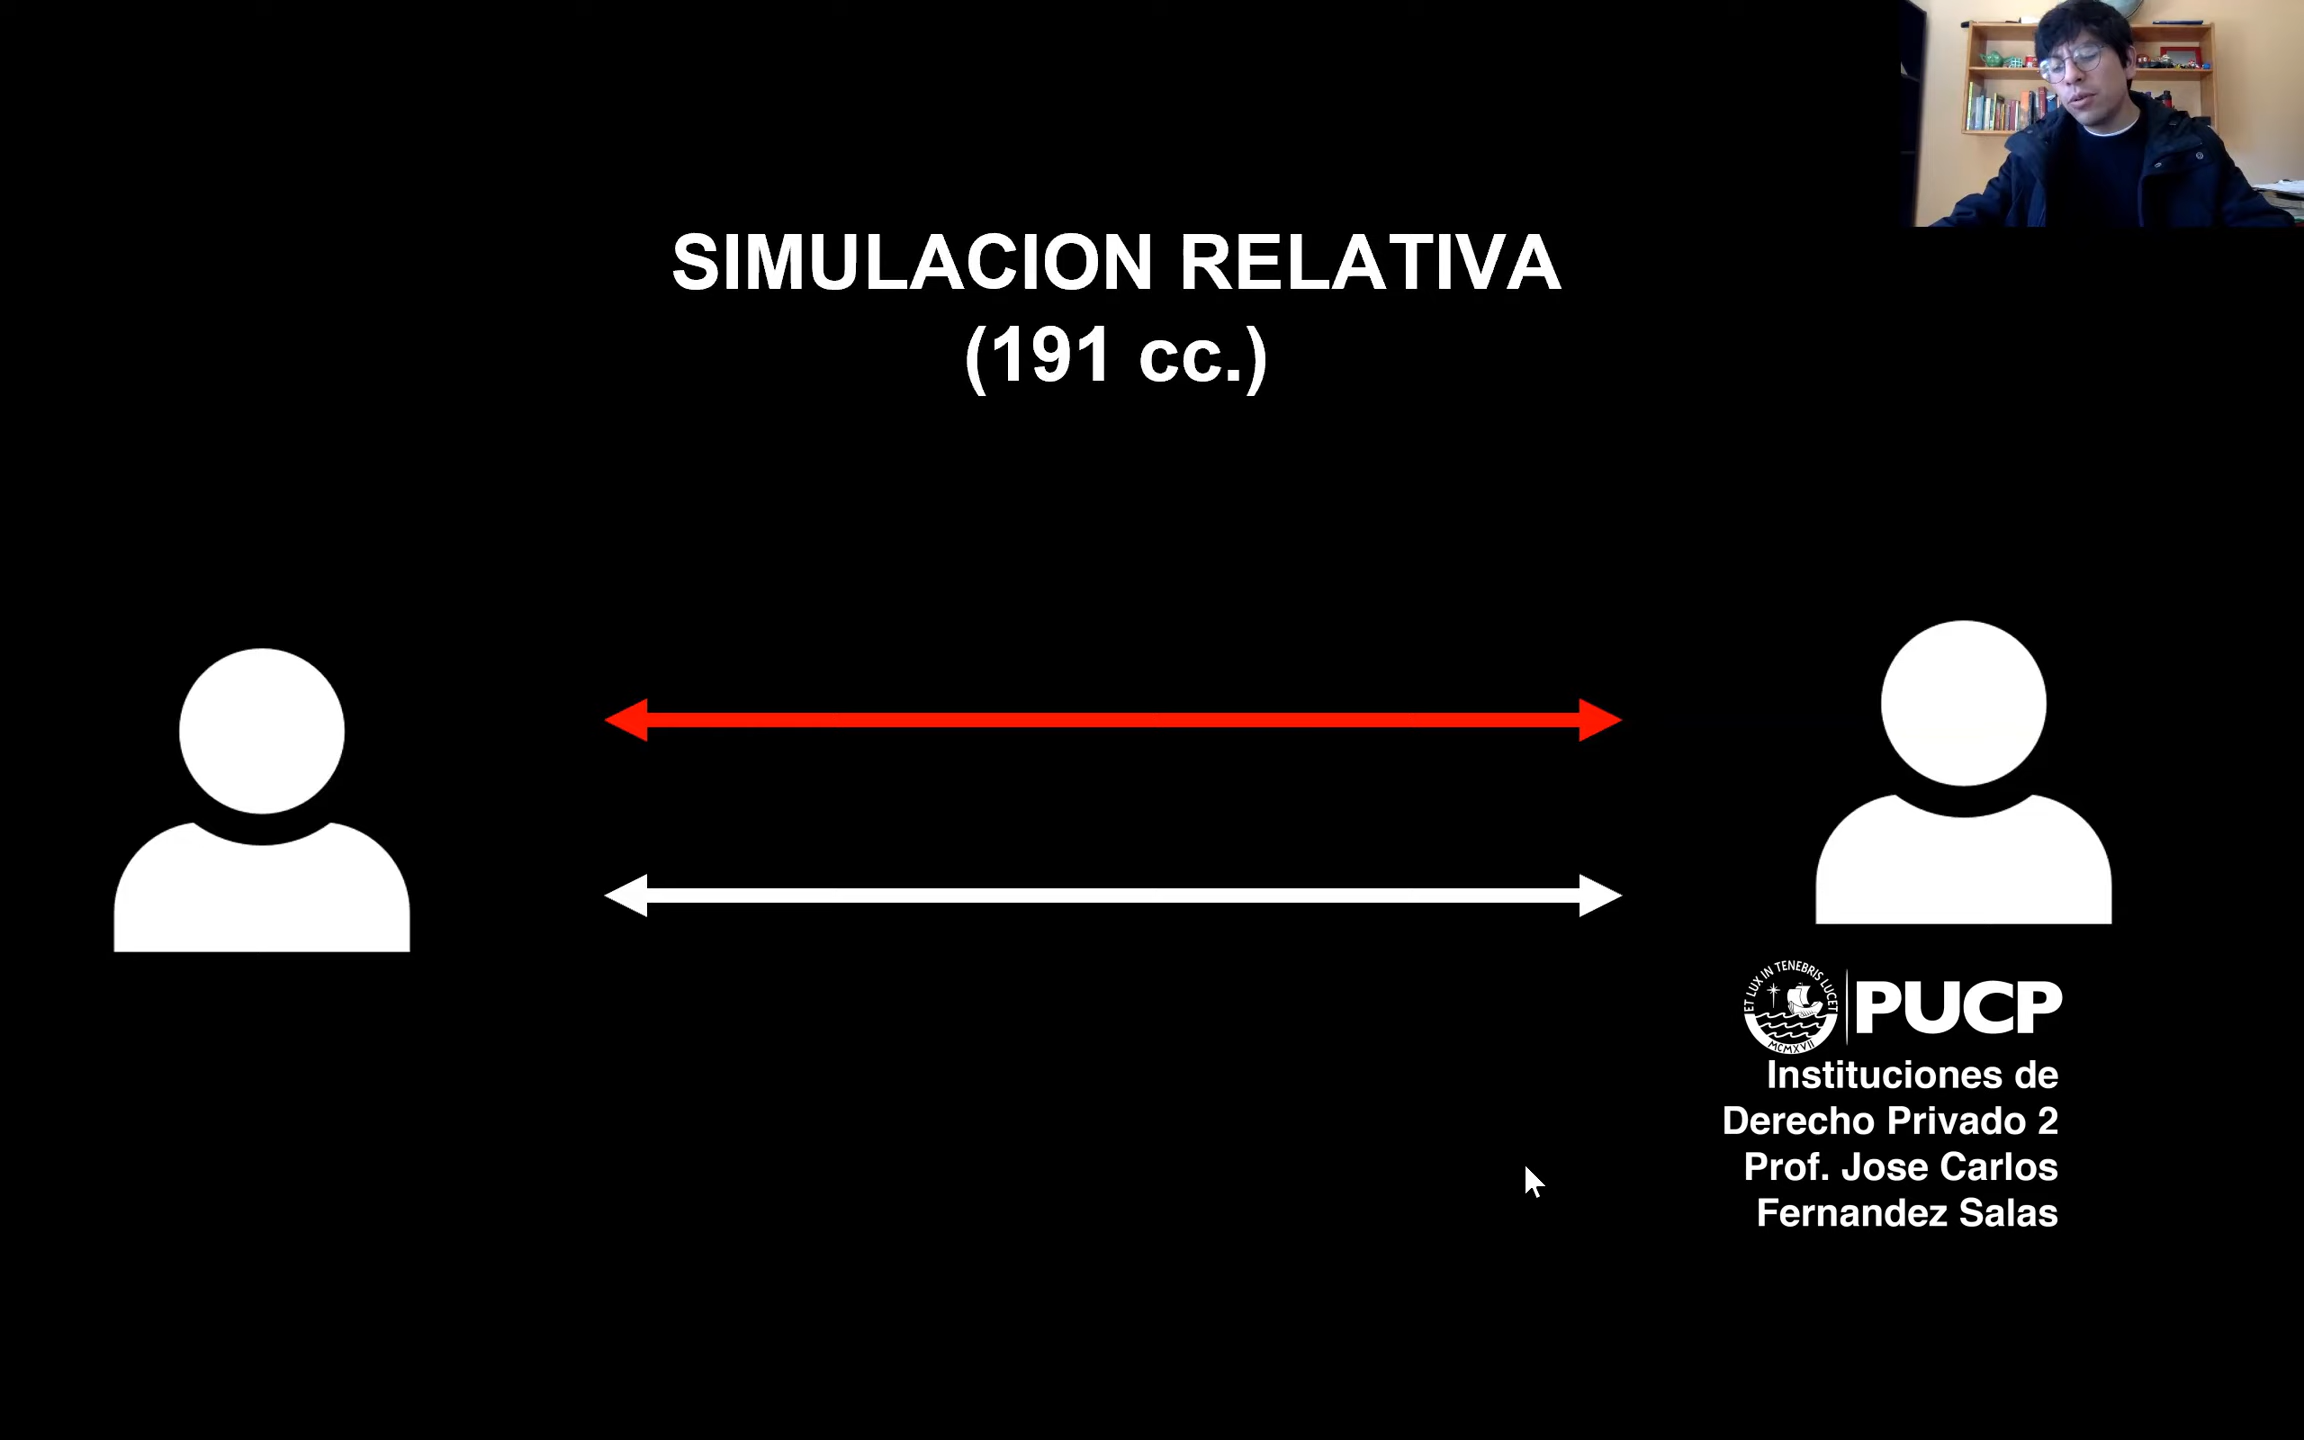 SIMULACION RELATIVA
(191 cc.)
ET LUX IN TENEBRIS LUCET
MCMXVII
PUCP
Instituciones de
Derecho Privado 2
Prof. Jose Carlos
Fernandez Salas